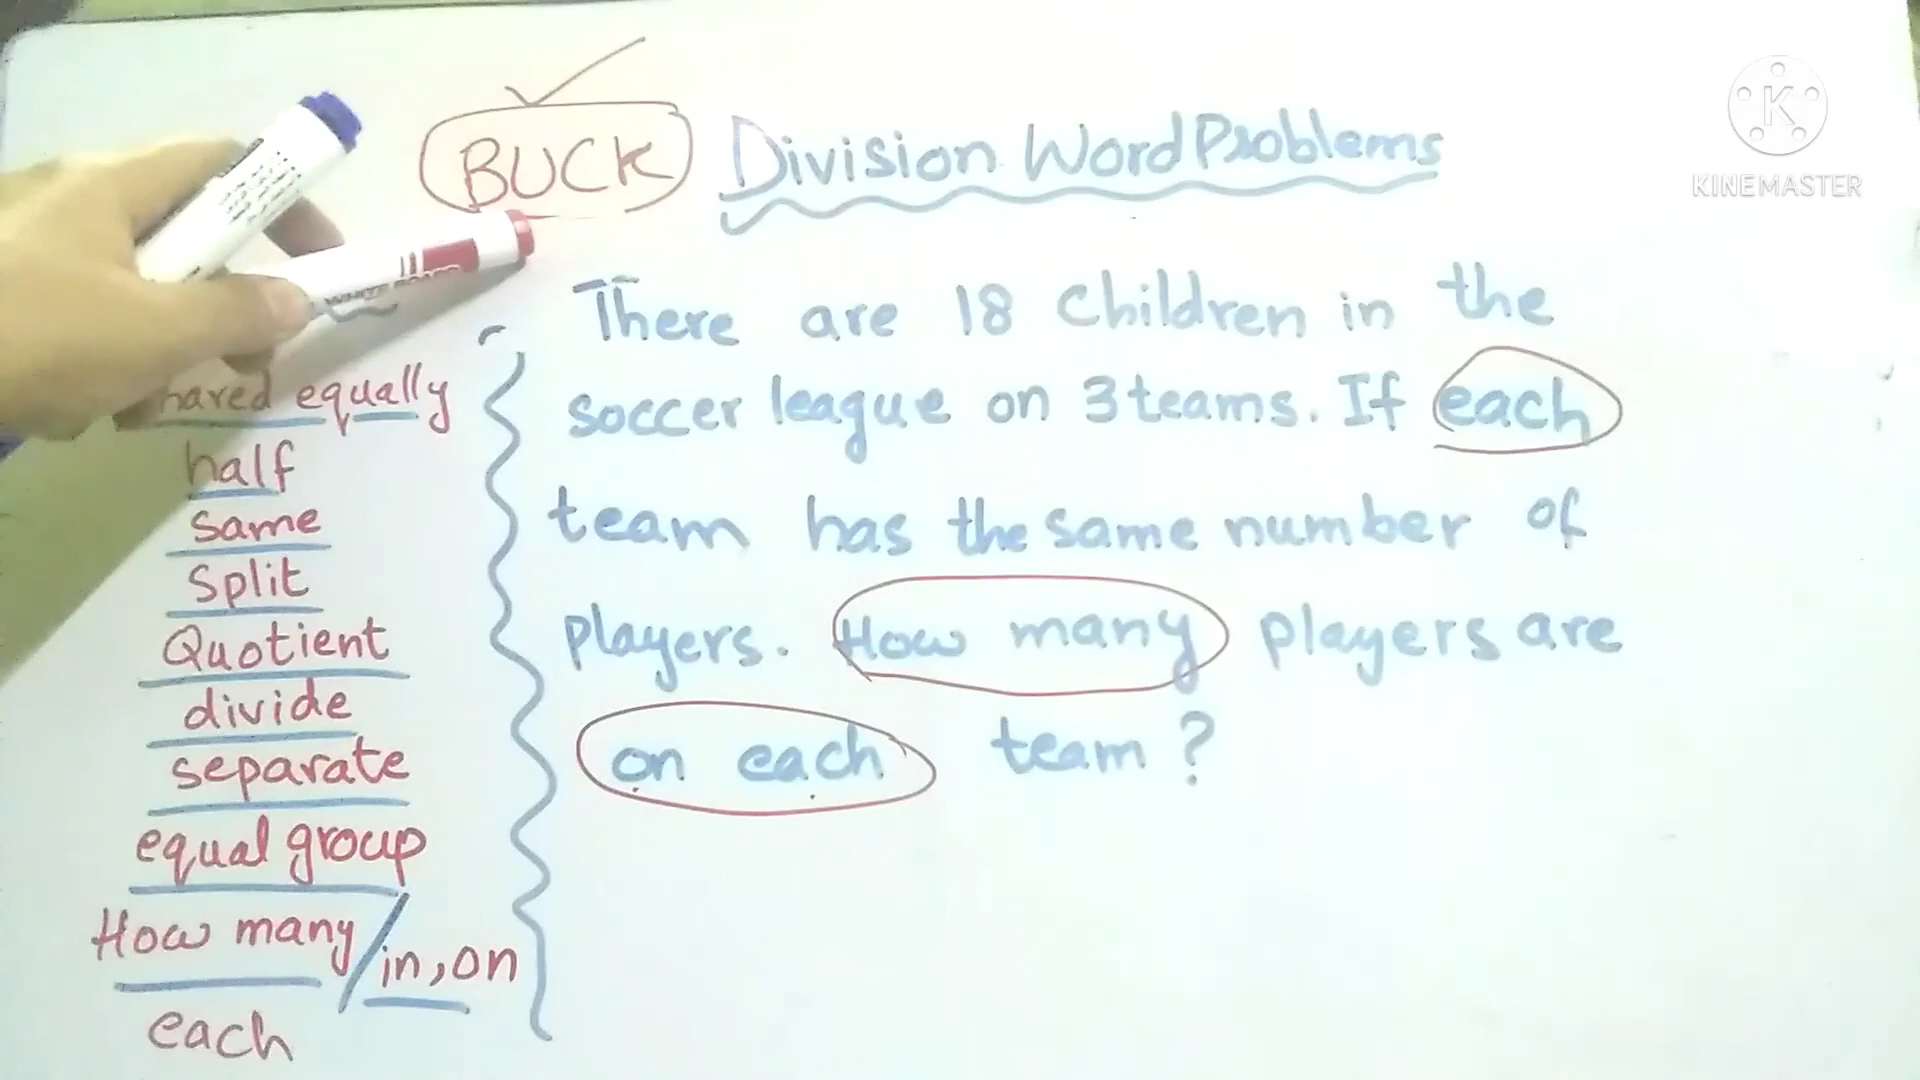 BUCK Division Word Problems
There are 18 children in the
soccer league on 3 teams. If each
team has the same number of
players. How many players are
on each team?
hared equally
half
same
split
Quotient
divide
separate
equal group
How many/in, on
each
K
KINEMASTER